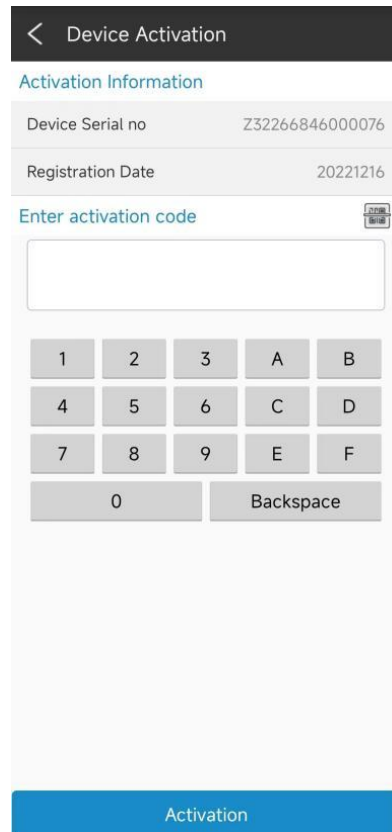 Device Activation
Activation Information
Device Serial no Z32266846000076
Registration Date 20221216
Enter activation code
1 2 3 A B
4 5 6 C D
7 8 9 E F
0 Backspace
Activation